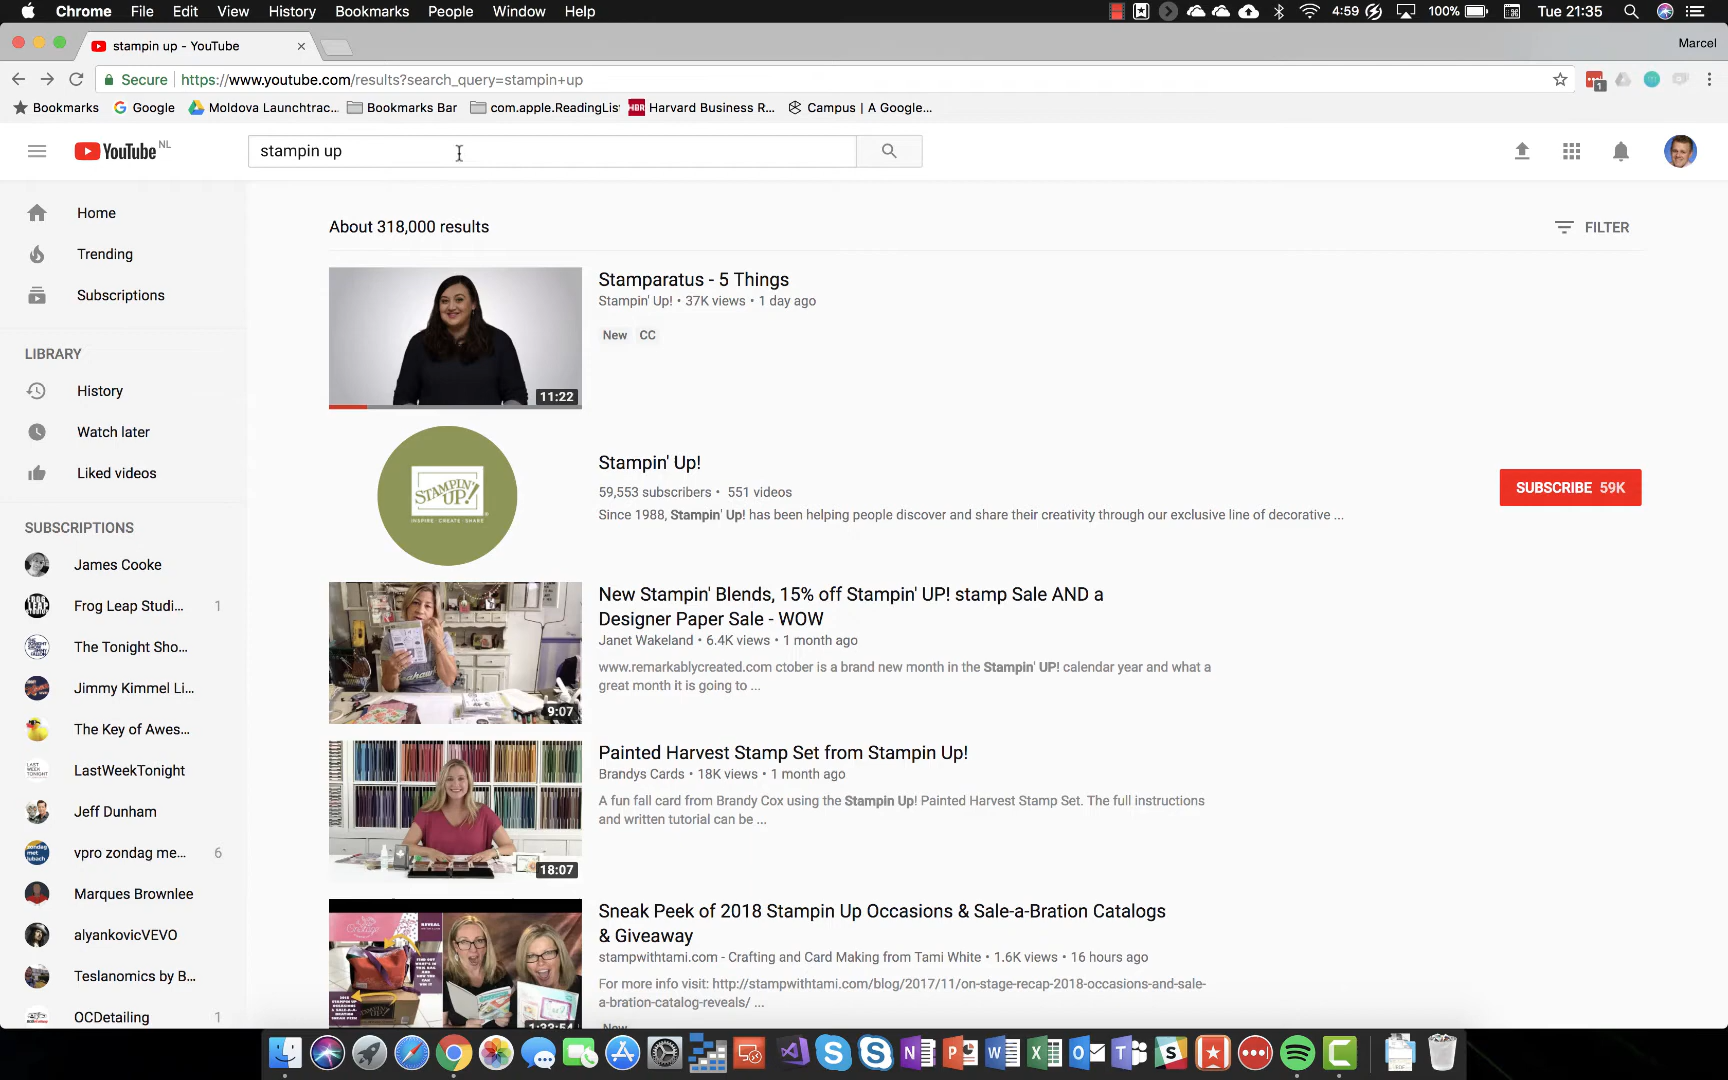 Chrome File Edit View History Bookmarks People Window Help 4:59 100% Tue 21:35
stampin up - YouTube Marcel
Secure https://www.youtube.com/results?search_query=stampin+up
1
Bookmarks Google Moldova Launchtrac... Bookmarks Bar com.apple.ReadingLis HBR Harvard Business R... Campus | A Google...
YouTube NL stampin up
Home
Trending
Subscriptions
LIBRARY
History
Watch later
Liked videos
SUBSCRIPTIONS
James Cooke
Frog Leap Studi... 1
The Tonight Sho...
Jimmy Kimmel Li...
The Key of Awes...
LastWeekTonight
Jeff Dunham
vpro zondag me... 6
Marques Brownlee
alyankovicVEVO
Teslanomics by B...
OCDetailing 1
About 318,000 results FILTER
Stamparatus - 5 Things
Stampin' Up! • 37K views • 1 day ago
New CC
11:22
STAMPIN' UP!
INSPIRE · CREATE · SHARE
Stampin' Up!
59,553 subscribers • 551 videos
Since 1988, Stampin' Up! has been helping people discover and share their creativity through our exclusive line of decorative ...
SUBSCRIBE 59K
New Stampin' Blends, 15% off Stampin' UP! stamp Sale AND a
Designer Paper Sale - WOW
Janet Wakeland • 6.4K views • 1 month ago
www.remarkablycreated.com ctober is a brand new month in the Stampin' UP! calendar year and what a
great month it is going to ...
9:07
Painted Harvest Stamp Set from Stampin Up!
Brandys Cards • 18K views • 1 month ago
A fun fall card from Brandy Cox using the Stampin Up! Painted Harvest Stamp Set. The full instructions
and written tutorial can be ...
18:07
Sneak Peek of 2018 Stampin Up Occasions & Sale-a-Bration Catalogs
& Giveaway
stampwithtami.com - Crafting and Card Making from Tami White • 1.6K views • 16 hours ago
For more info visit: http://stampwithtami.com/blog/2017/11/on-stage-recap-2018-occasions-and-sale-
a-bration-catalog-reveals/ ...
New
1:33:54